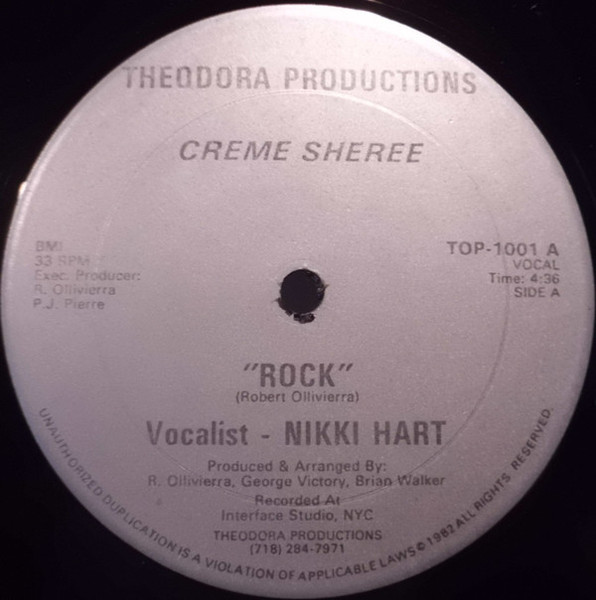 THEODORA PRODUCTIONS
CREME SHEREE
BMI
33 RPM
Exec. Producer:
R. Ollivierra
P.J. Pierre
TOP-1001 A
VOCAL
Time: 4:36
SIDE A
"ROCK"
(Robert Ollivierra)
Vocalist - NIKKI HART
Produced & Arranged By:
R. Ollivierra, George Victory, Brian Walker
Recorded At
Interface Studio, NYC
THEODORA PRODUCTIONS
(718) 284-7971
UNAUTHORIZED DUPLICATION IS A VIOLATION OF APPLICABLE LAWS © 1982 ALL RIGHTS RESERVED.